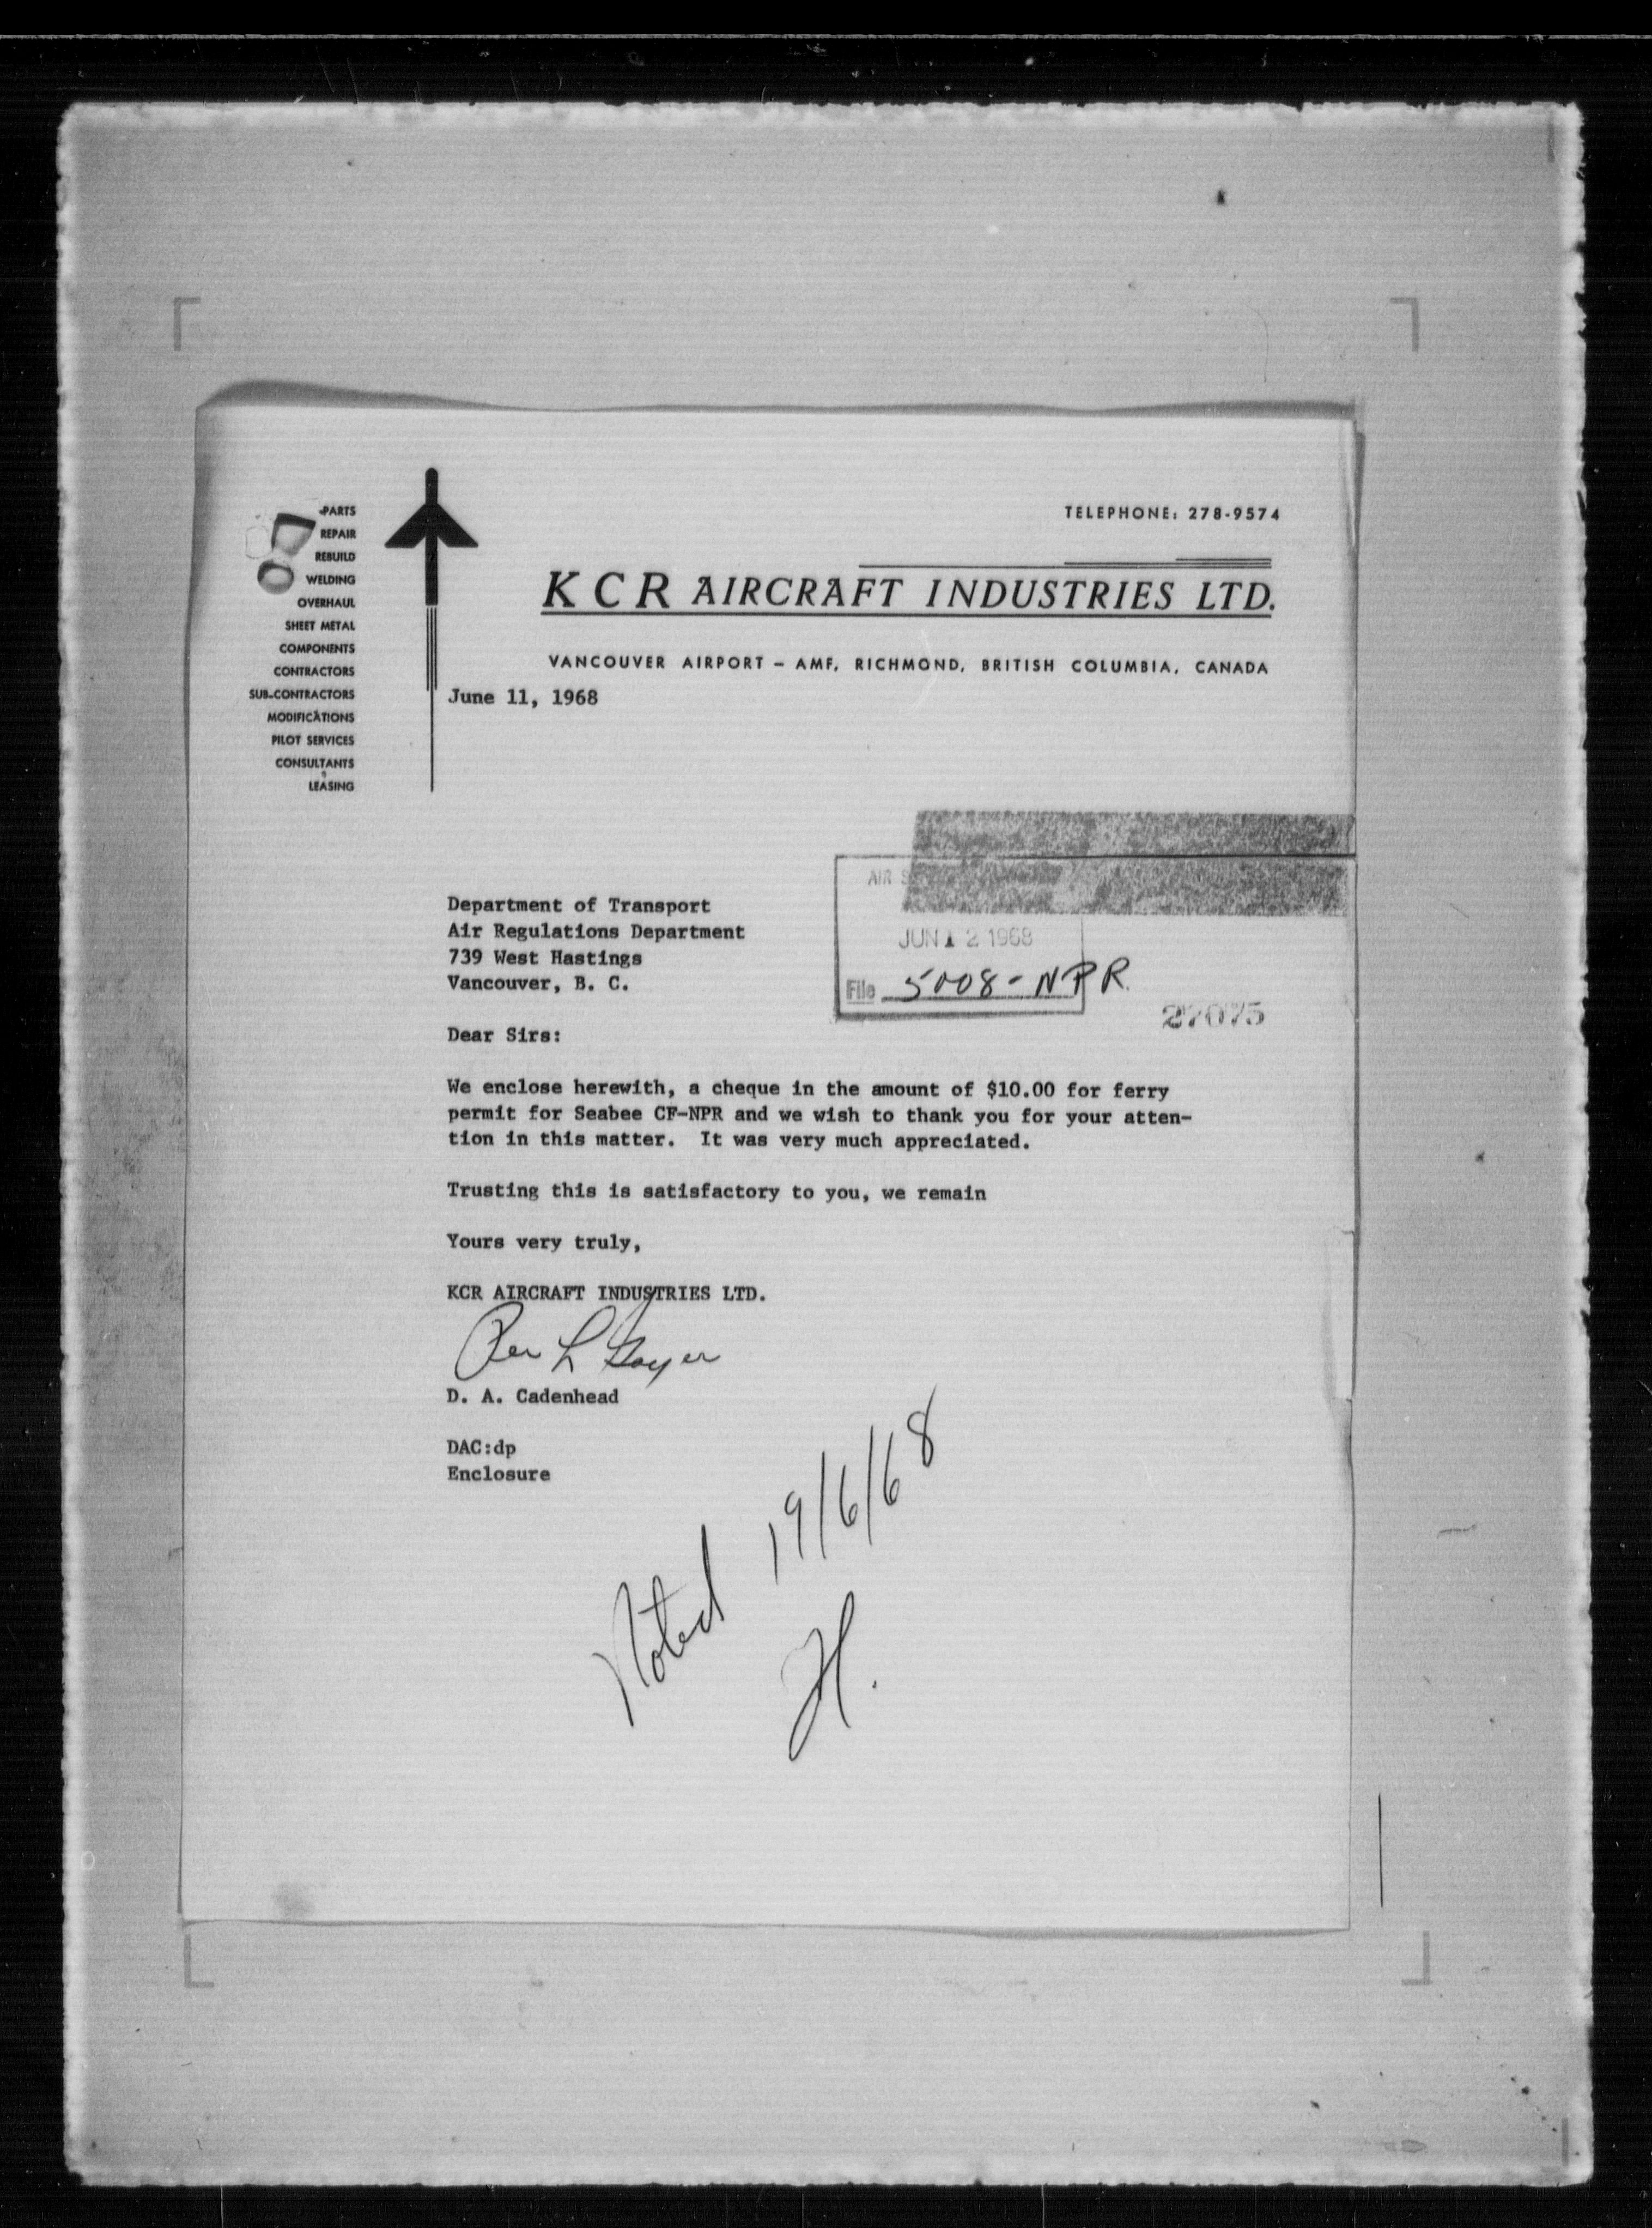 PARTS
REPAIR
REBUILD
WELDING
OVERHAUL
SHEET METAL
COMPONENTS
CONTRACTORS
SUB-CONTRACTORS
MODIFICATIONS
PILOT SERVICES
CONSULTANTS
LEASING
TELEPHONE: 278-9574
KCR AIRCRAFT INDUSTRIES LTD.
VANCOUVER AIRPORT – AMF, RICHMOND, BRITISH COLUMBIA, CANADA
June 11, 1968
AIR
JUN 12 1968
File 5008-NPR
27075
Department of Transport
Air Regulations Department
739 West Hastings
Vancouver, B. C.
Dear Sirs:
We enclose herewith, a cheque in the amount of $10.00 for ferry
permit for Seabee CF-NPR and we wish to thank you for your atten-
tion in this matter. It was very much appreciated.
Trusting this is satisfactory to you, we remain
Yours very truly,
KCR AIRCRAFT INDUSTRIES LTD.
Per L
D. A. Cadenhead
DAC:dp
Enclosure
Noted 19/6/68
H.